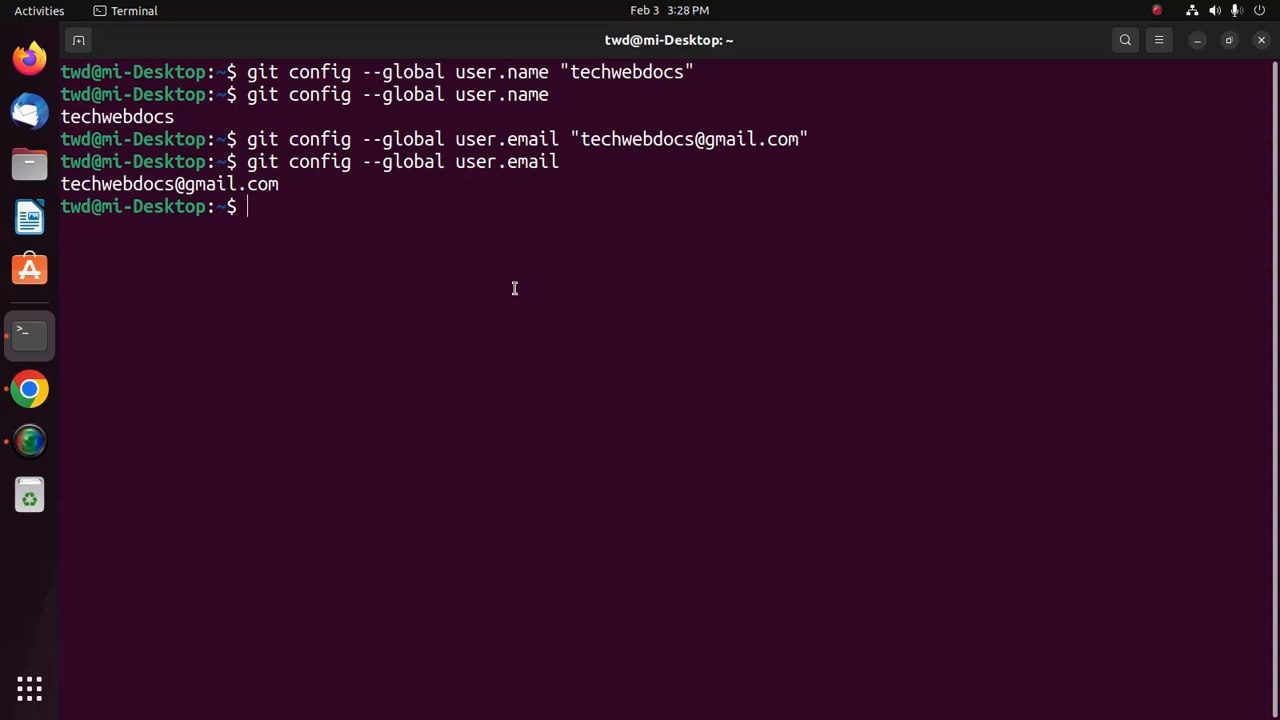 Activities Terminal Feb 3 3:28 PM
twd@mi-Desktop: ~
twd@mi-Desktop:~$ git config --global user.name "techwebdocs"
twd@mi-Desktop:~$ git config --global user.name
techwebdocs
twd@mi-Desktop:~$ git config --global user.email "techwebdocs@gmail.com"
twd@mi-Desktop:~$ git config --global user.email
techwebdocs@gmail.com
twd@mi-Desktop:~$